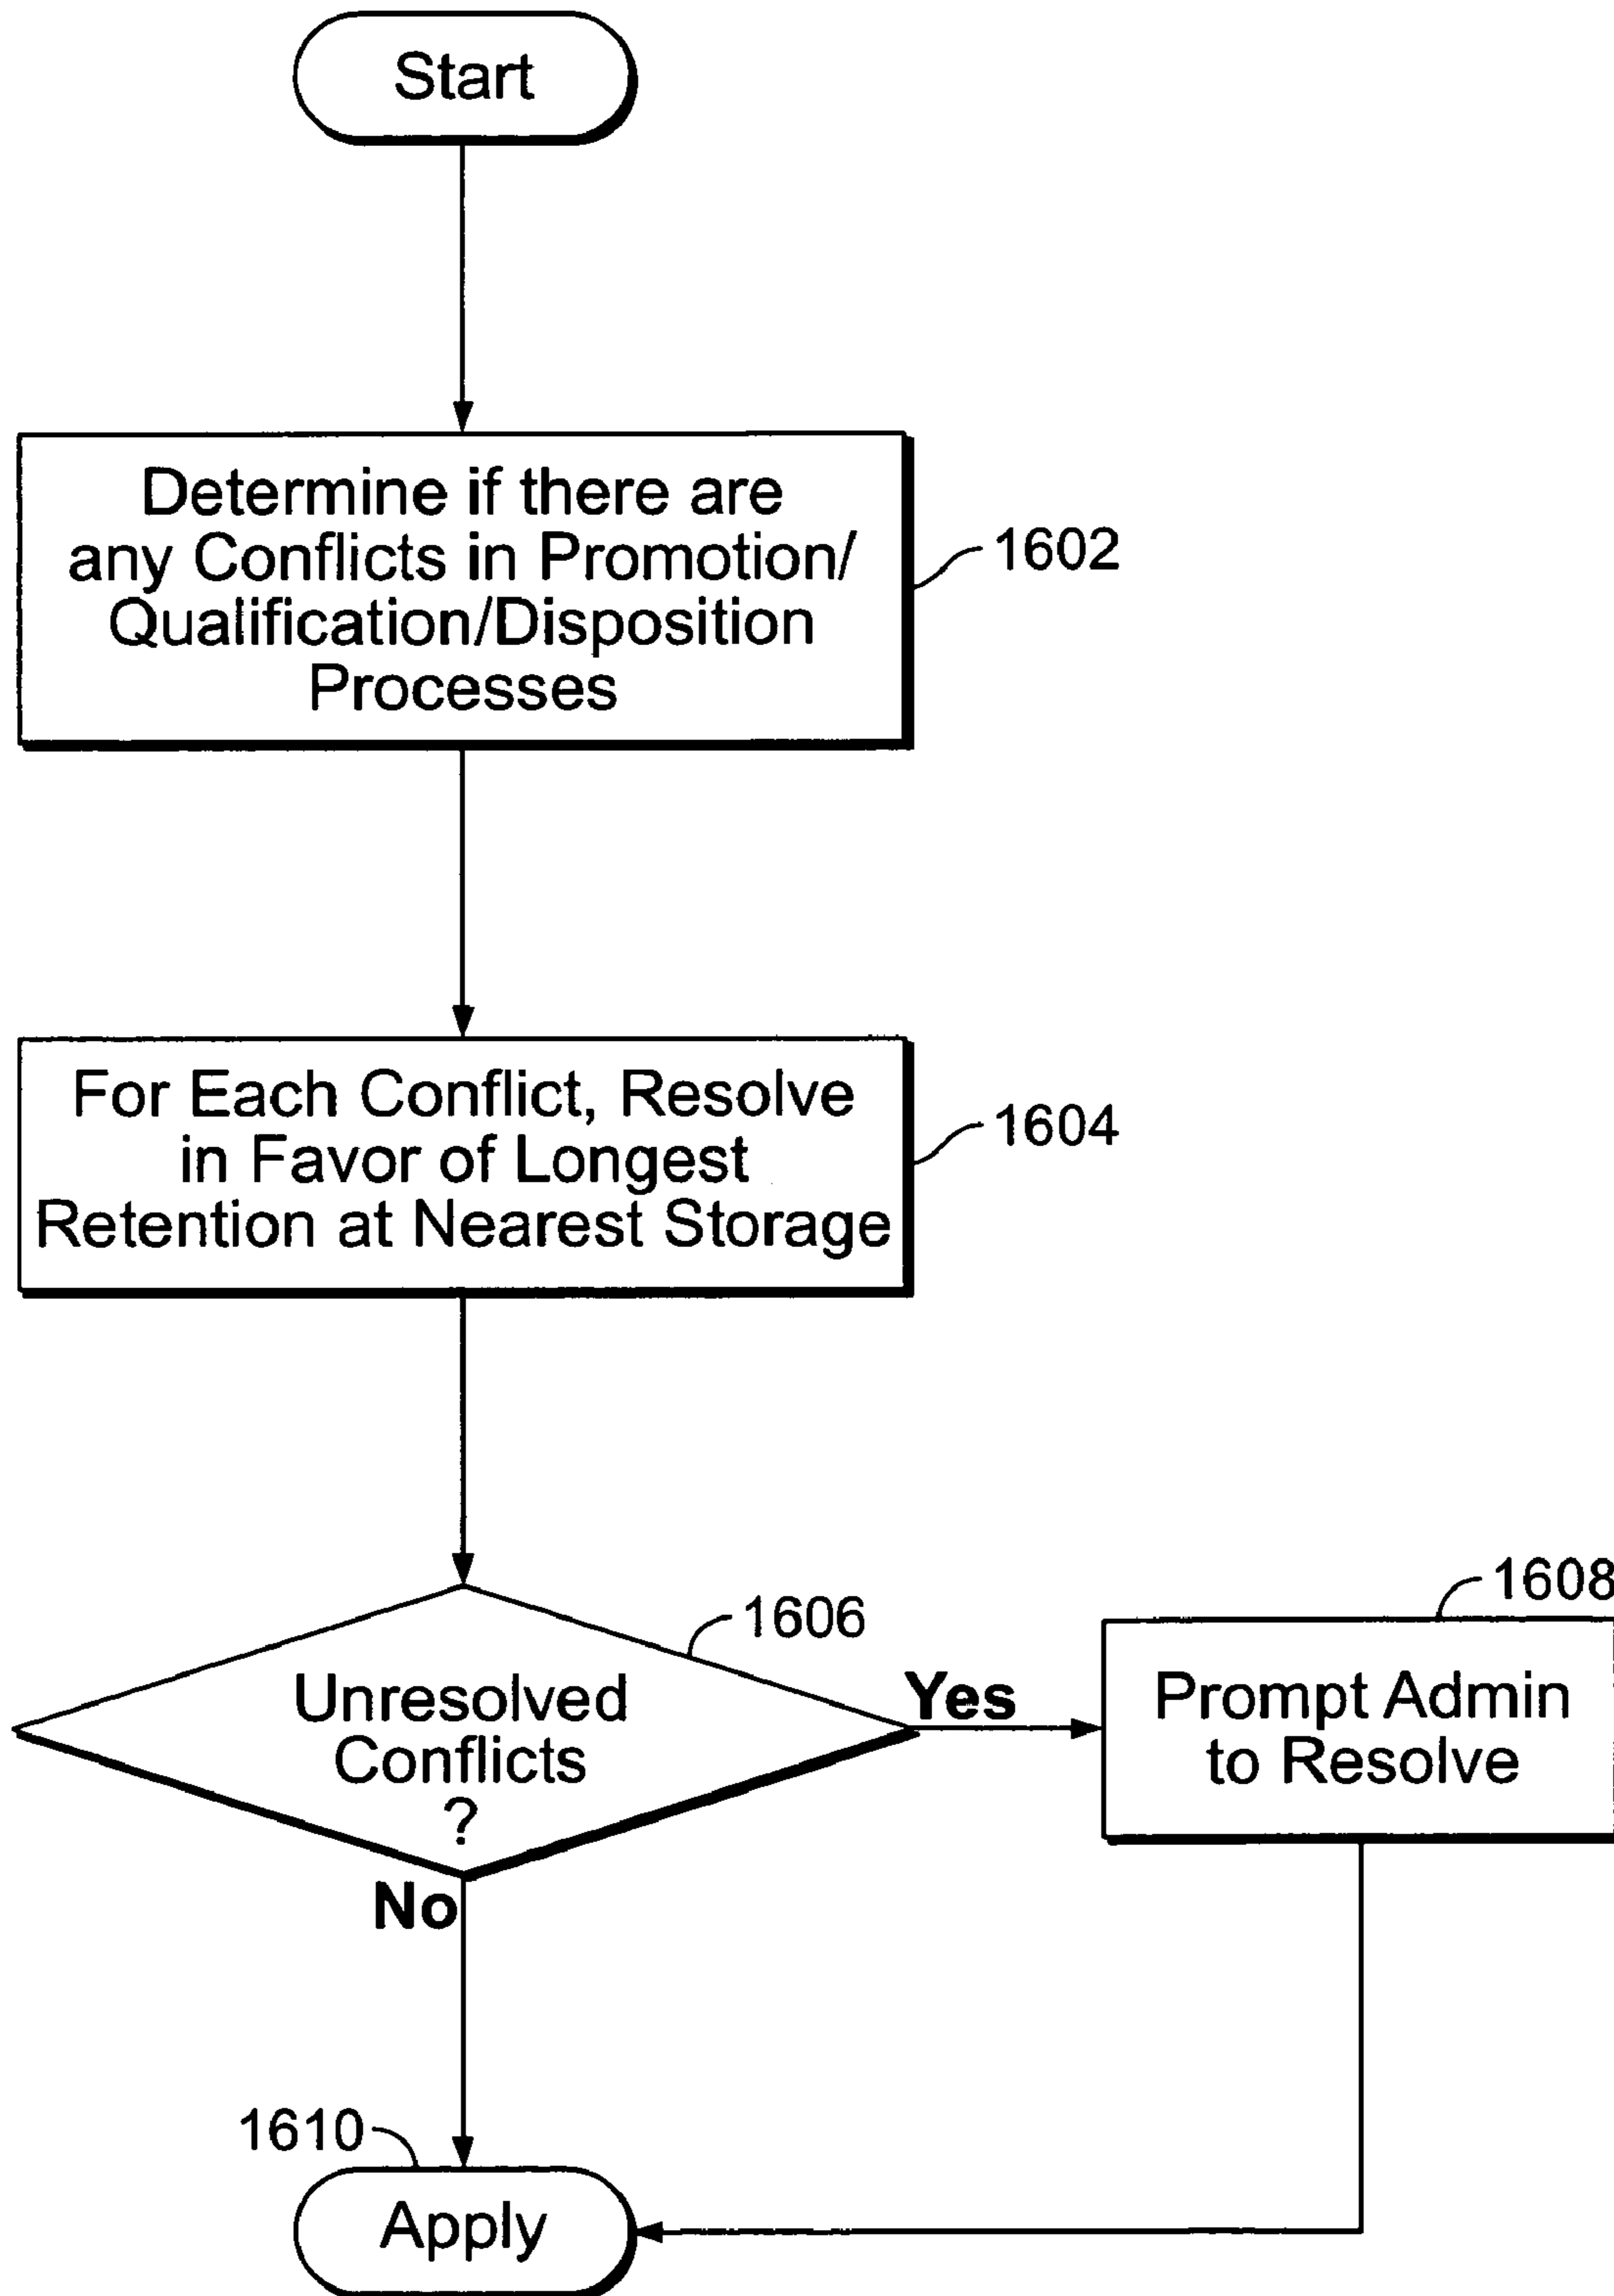 Start
Determine if there are
any Conflicts in Promotion/
Qualification/Disposition
Processes
1602
For Each Conflict, Resolve
in Favor of Longest
Retention at Nearest Storage
1604
Unresolved
Conflicts
?
1606
Yes
1608
Prompt Admin
to Resolve
No
1610
Apply